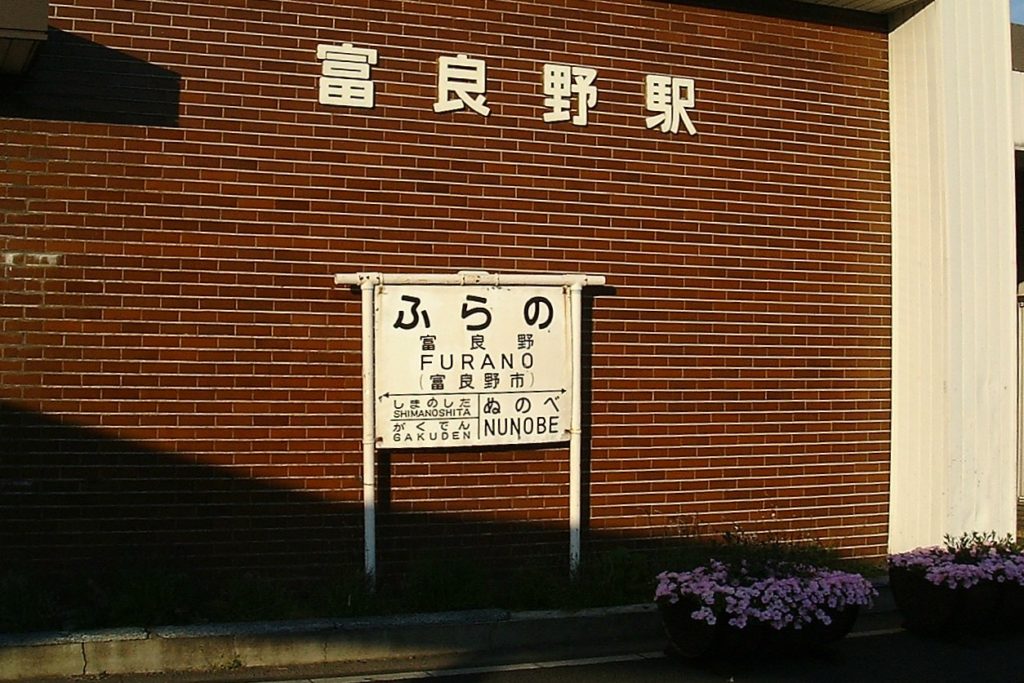 富良野駅
ふらの
富良野
FURANO
(富良野市)
しまのした
SHIMANOSHITA
がくでん
GAKUDEN
ぬのべ
NUNOBE